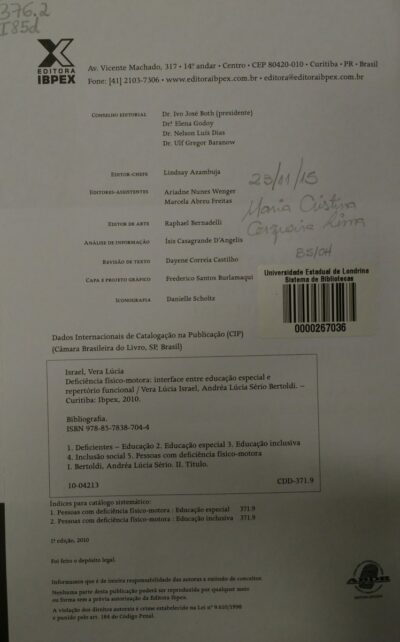 376.2
I85d
EDITORA
IBPEX
Av. Vicente Machado, 317 • 14º andar • Centro • CEP 80420-010 • Curitiba • PR • Brasil
Fone: [41] 2103-7306 • www.editoraibpex.com.br • editora@editoraibpex.com.br
CONSELHO EDITORIAL Dr. Ivo José Both (presidente)
Drª Elena Godoy
Dr. Nelson Luís Dias
Dr. Ulf Gregor Baranow
EDITOR-CHEFE Lindsay Azambuja
EDITORES-ASSISTENTES Ariadne Nunes Wenger
Marcela Abreu Freitas
EDITOR DE ARTE Raphael Bernadelli
ANÁLISE DE INFORMAÇÃO Ísis Casagrande D'Angelis
REVISÃO DE TEXTO Dayene Correia Castilho
CAPA E PROJETO GRÁFICO Frederico Santos Burlamaqui
ICONOGRAFIA Danielle Scholtz
23/11/15
Maria Cristina
Cerqueira Lima
BS/CH
Universidade Estadual de Londrina
Sistema de Bibliotecas
0000267036
Dados Internacionais de Catalogação na Publicação (CIP)
(Câmara Brasileira do Livro, SP, Brasil)
Israel, Vera Lúcia
Deficiência físico-motora: interface entre educação especial e
repertório funcional / Vera Lúcia Israel, Andréa Lúcia Sério Bertoldi. –
Curitiba: Ibpex, 2010.
Bibliografia.
ISBN 978-85-7838-704-4
1. Deficientes – Educação 2. Educação especial 3. Educação inclusiva
4. Inclusão social 5. Pessoas com deficiência físico-motora
I. Bertoldi, Andréa Lúcia Sério. II. Título.
10-04213 CDD-371.9
Índices para catálogo sistemático:
1. Pessoas com deficiência físico-motora : Educação especial 371.9
2. Pessoas com deficiência físico-motora : Educação inclusiva 371.9
1ª edição, 2010
Foi feito o depósito legal.
Informamos que é de inteira responsabilidade das autoras a emissão de conceitos.
Nenhuma parte desta publicação poderá ser reproduzida por qualquer meio
ou forma sem a prévia autorização da Editora Ibpex.
A violação dos direitos autorais é crime estabelecido na Lei nº 9.610/1998
e punido pelo art. 184 do Código Penal.
ABDR